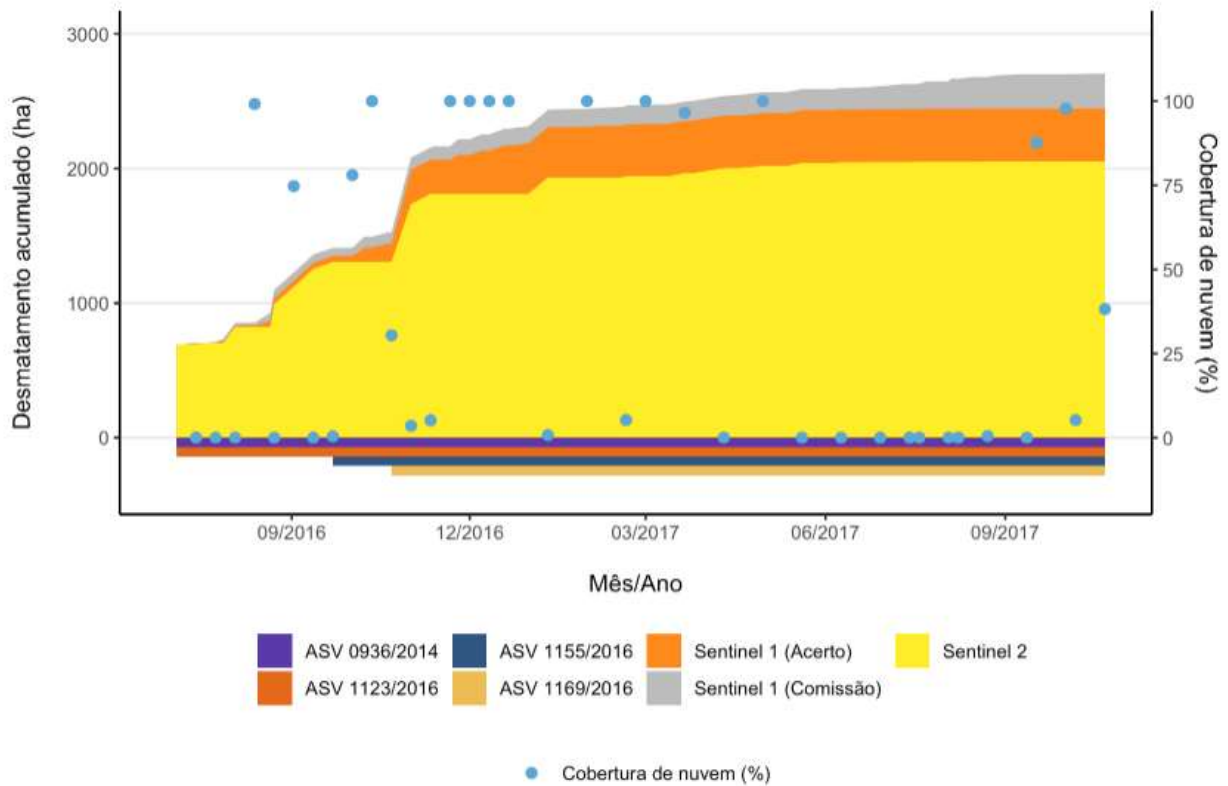 3000
2000
1000
0
Desmatamento acumulado (ha)
100
75
50
25
0
Cobertura de nuvem (%)
09/2016 12/2016 03/2017 06/2017 09/2017
Mês/Ano
ASV 0936/2014 ASV 1155/2016 Sentinel 1 (Acerto) Sentinel 2
ASV 1123/2016 ASV 1169/2016 Sentinel 1 (Comissão)
Cobertura de nuvem (%)